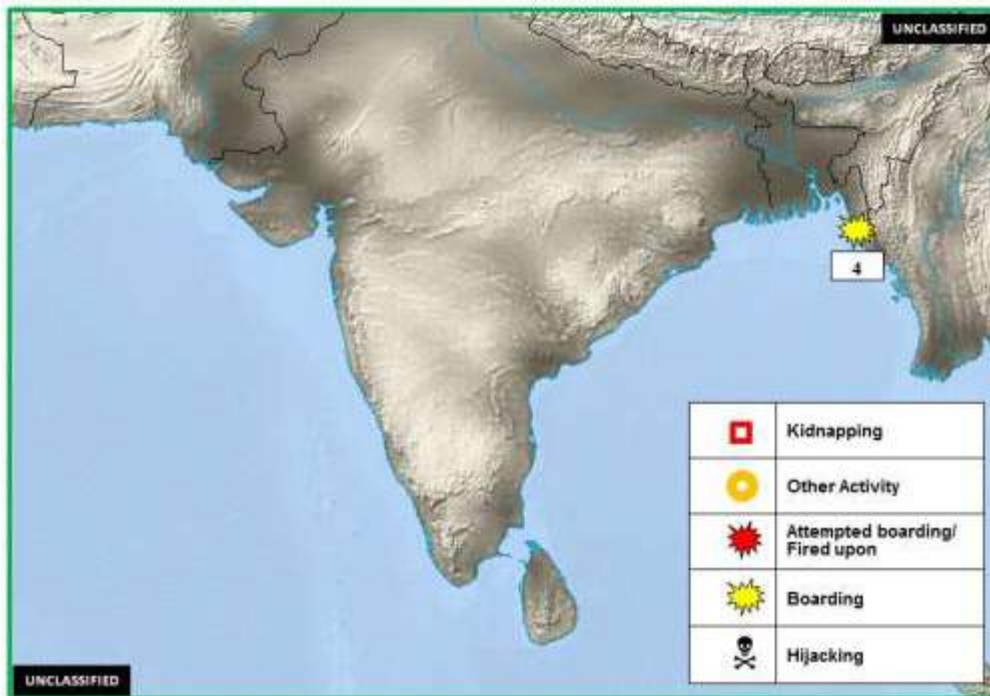 UNCLASSIFIED
4
Kidnapping
Other Activity
Attempted boarding/
Fired upon
Boarding
Hijacking
UNCLASSIFIED